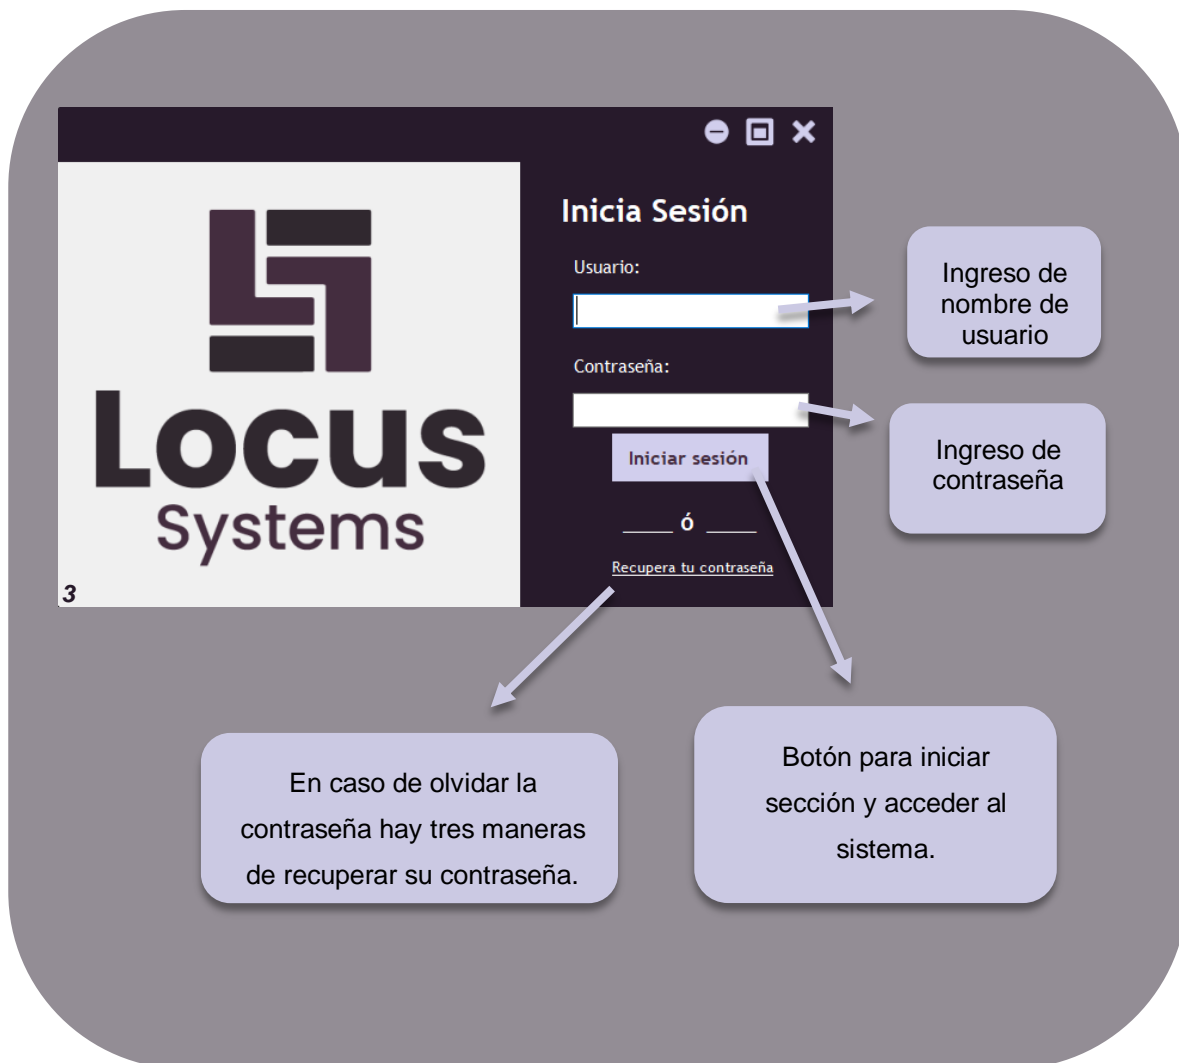 Inicia Sesión
Usuario:
Ingreso de
nombre de
usuario
Contraseña:
Ingreso de
contraseña
Iniciar sesión
Locus
Systems
ó
Recupera tu contraseña
3
En caso de olvidar la
contraseña hay tres maneras
de recuperar su contraseña.
Botón para iniciar
sección y acceder al
sistema.